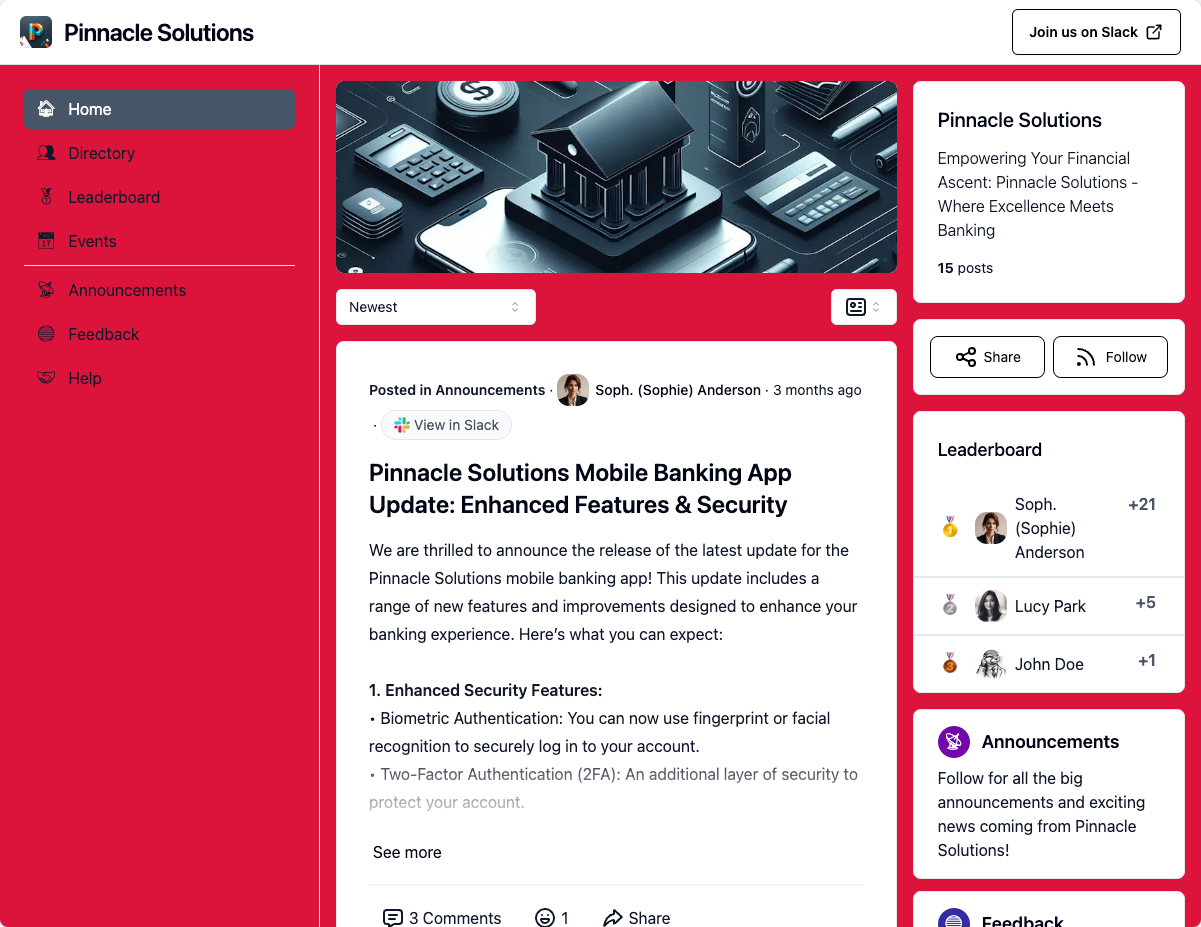 Pinnacle Solutions
Join us on Slack
Home
Directory
Leaderboard
Events
Announcements
Feedback
Help
Newest
Posted in Announcements · Soph. (Sophie) Anderson · 3 months ago
· View in Slack
Pinnacle Solutions Mobile Banking App
Update: Enhanced Features & Security
We are thrilled to announce the release of the latest update for the
Pinnacle Solutions mobile banking app! This update includes a
range of new features and improvements designed to enhance your
banking experience. Here’s what you can expect:
1. Enhanced Security Features:
• Biometric Authentication: You can now use fingerprint or facial
recognition to securely log in to your account.
• Two-Factor Authentication (2FA): An additional layer of security to
protect your account.
See more
3 Comments
1
Share
Pinnacle Solutions
Empowering Your Financial
Ascent: Pinnacle Solutions -
Where Excellence Meets
Banking
15 posts
Share
Follow
Leaderboard
Soph.
(Sophie)
Anderson
+21
Lucy Park
+5
John Doe
+1
Announcements
Follow for all the big
announcements and exciting
news coming from Pinnacle
Solutions!
Feedback